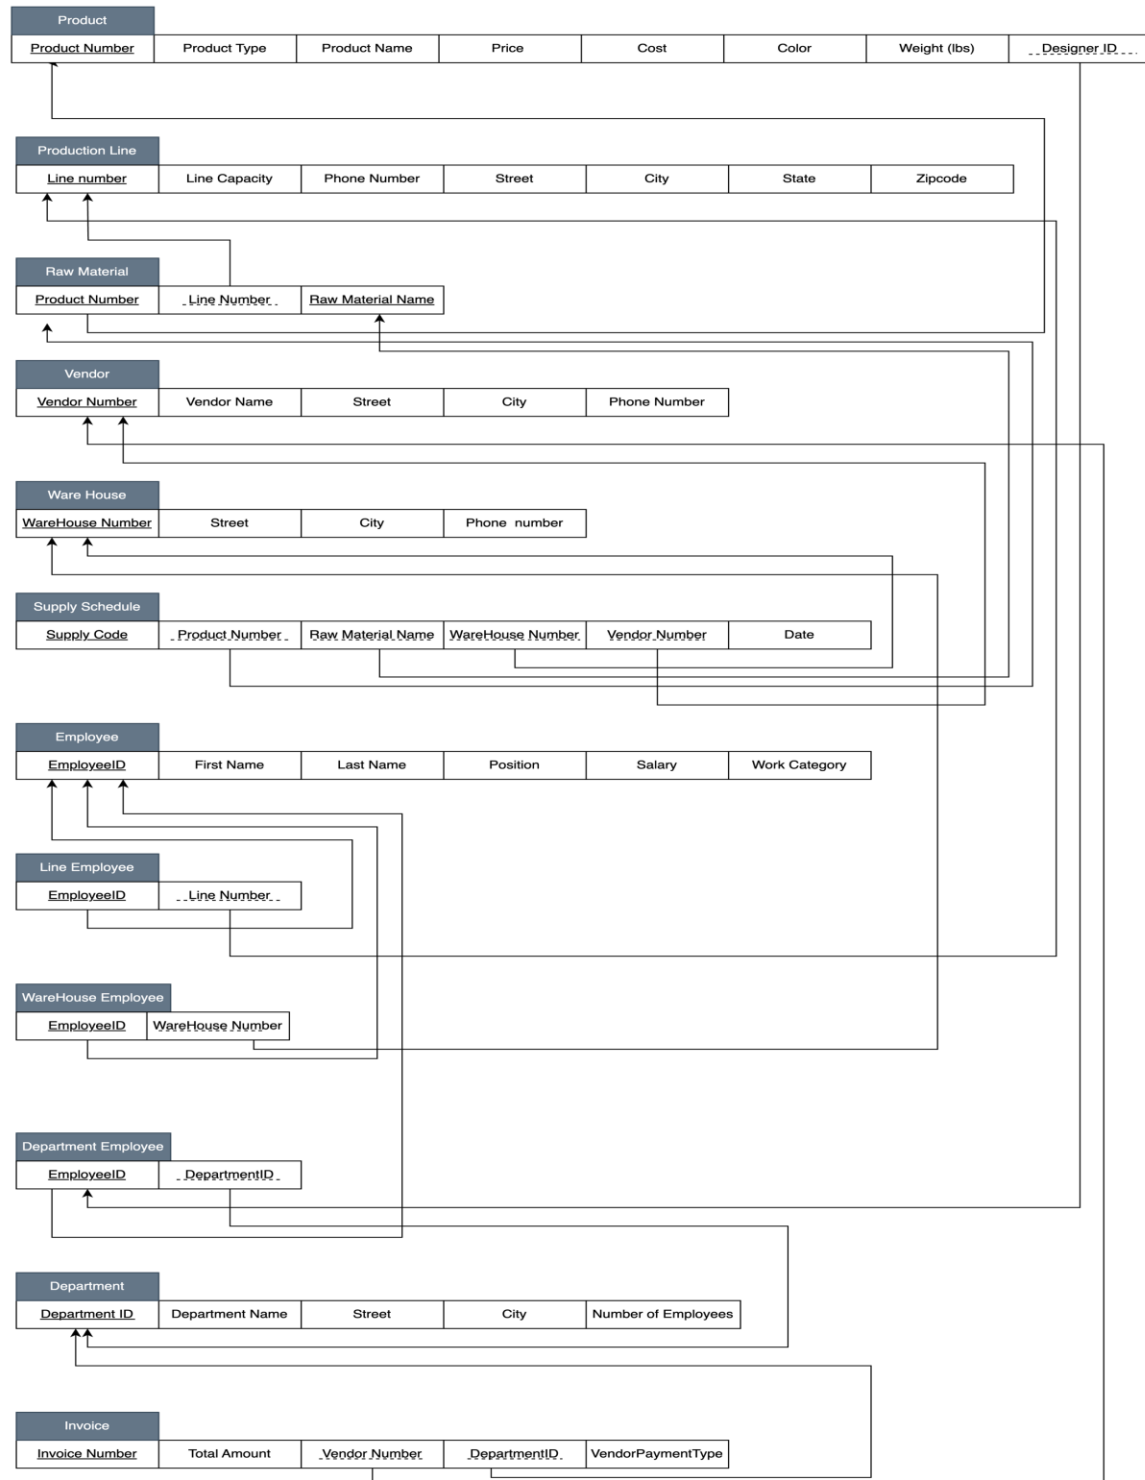 Product
Product Number Product Type Product Name Price Cost Color Weight (lbs) Designer ID
Production Line
Line number Line Capacity Phone Number Street City State Zipcode
Raw Material
Product Number Line Number Raw Material Name
Vendor
Vendor Number Vendor Name Street City Phone Number
Ware House
WareHouse Number Street City Phone number
Supply Schedule
Supply Code Product Number Raw Material Name WareHouse Number Vendor Number Date
Employee
EmployeeID First Name Last Name Position Salary Work Category
Line Employee
EmployeeID Line Number
WareHouse Employee
EmployeeID WareHouse Number
Department Employee
EmployeeID DepartmentID
Department
Department ID Department Name Street City Number of Employees
Invoice
Invoice Number Total Amount Vendor Number DepartmentID VendorPaymentType